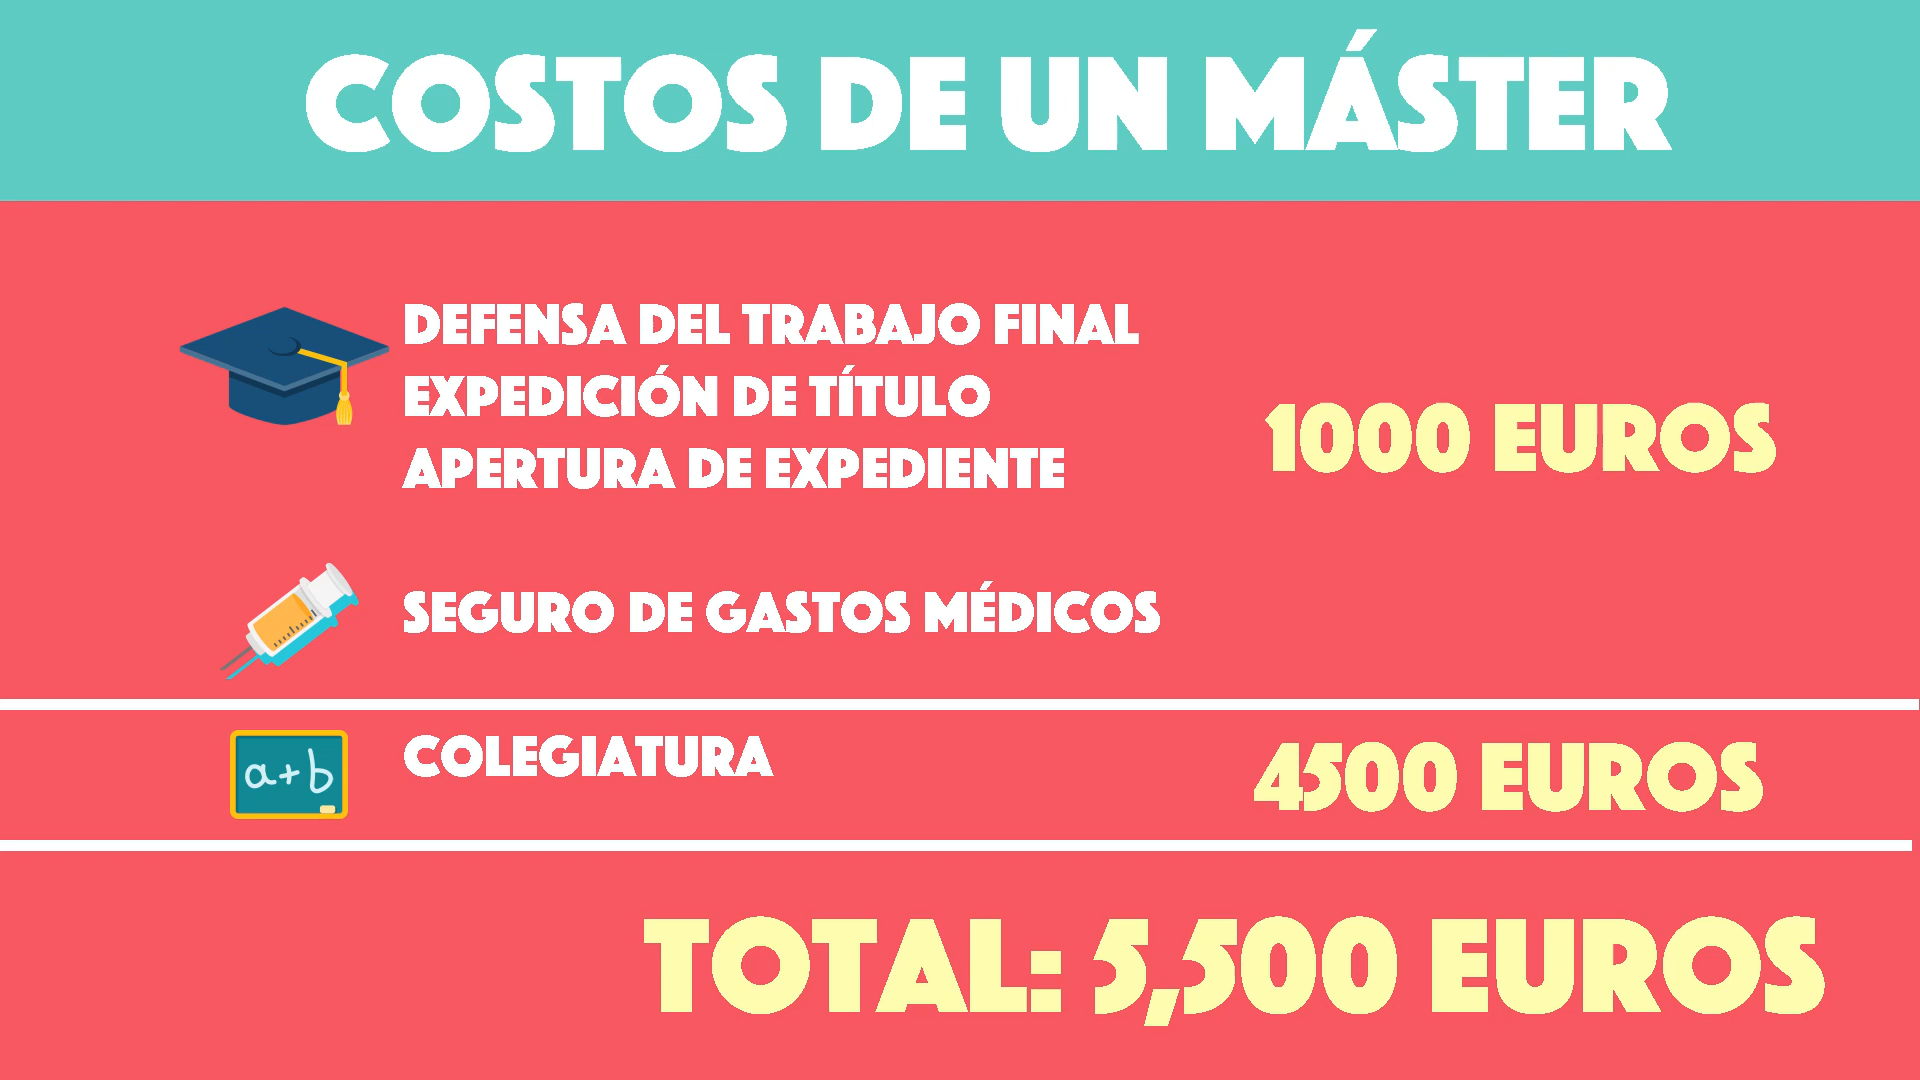 COSTOS DE UN MÁSTER
DEFENSA DEL TRABAJO FINAL
EXPEDICIÓN DE TÍTULO
APERTURA DE EXPEDIENTE
1000 EUROS
SEGURO DE GASTOS MÉDICOS
a+b
COLEGIATURA
4500 EUROS
TOTAL: 5,500 EUROS